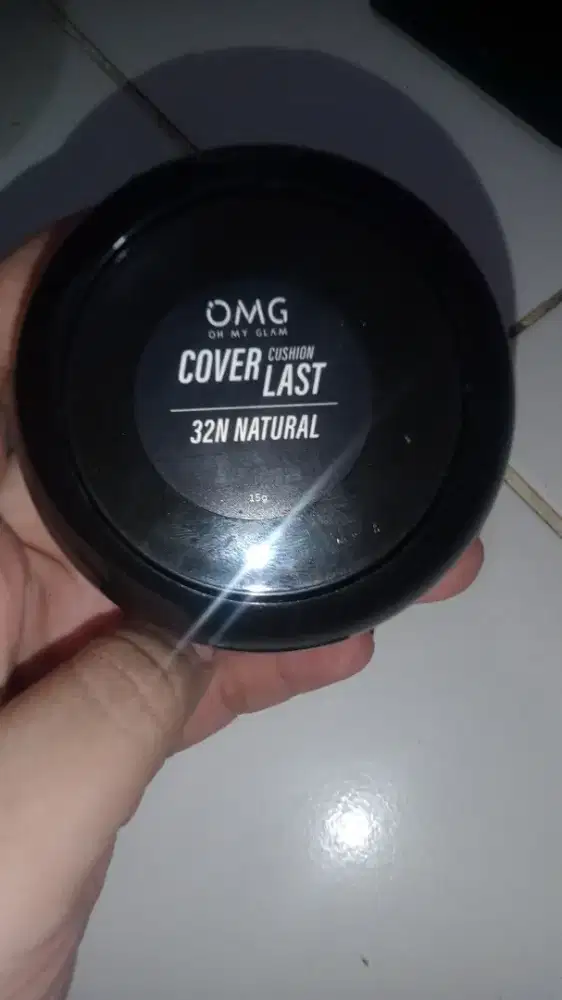 OMG
OH MY GLAM
COVER CUSHION LAST
32N NATURAL
15g